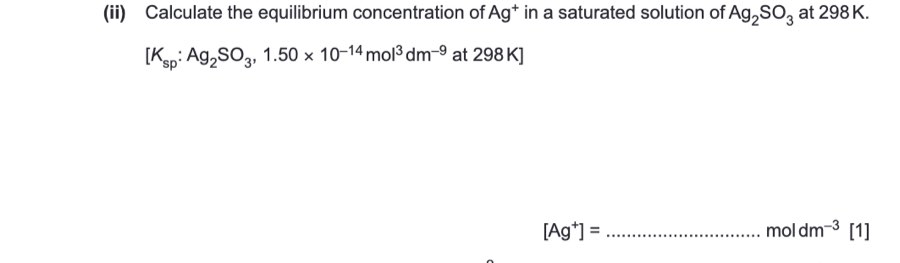 (ii) Calculate the equilibrium concentration of Ag⁺ in a saturated solution of Ag₂SO₃ at 298 K.
[Kₛₚ: Ag₂SO₃, 1.50 × 10⁻¹⁴ mol³ dm⁻⁹ at 298 K]
[Ag⁺] = .............................. mol dm⁻³ [1]